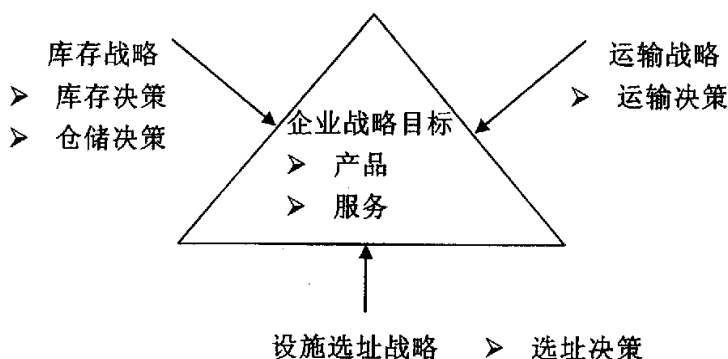 库存战略
➢ 库存决策
➢ 仓储决策
运输战略
➢ 运输决策
企业战略目标
➢ 产品
➢ 服务
设施选址战略 ➢ 选址决策